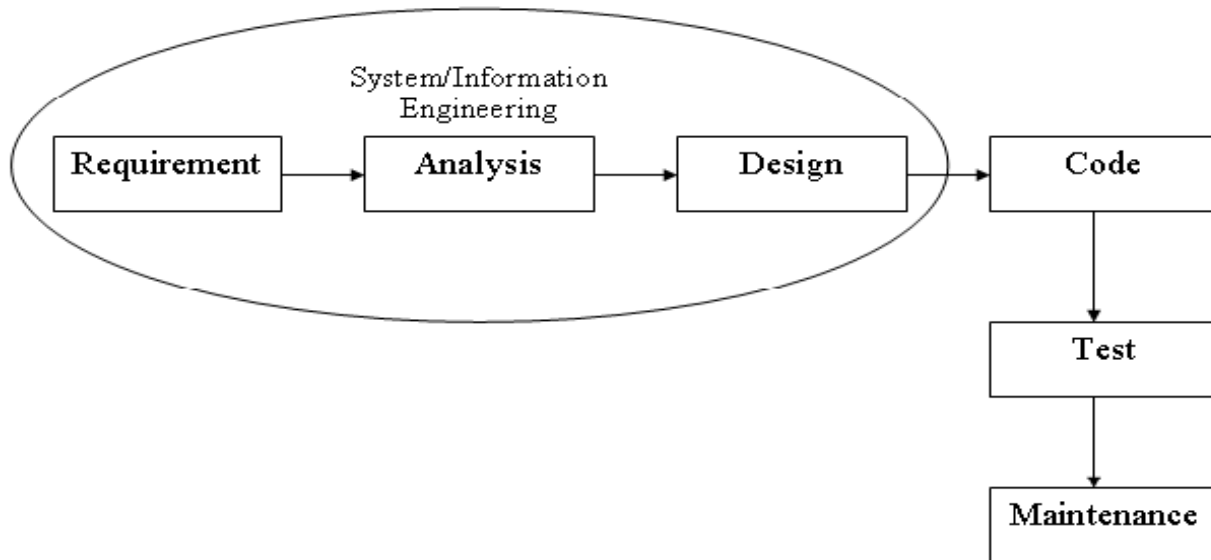 System/Information
Engineering
Requirement
Analysis
Design
Code
Test
Maintenance